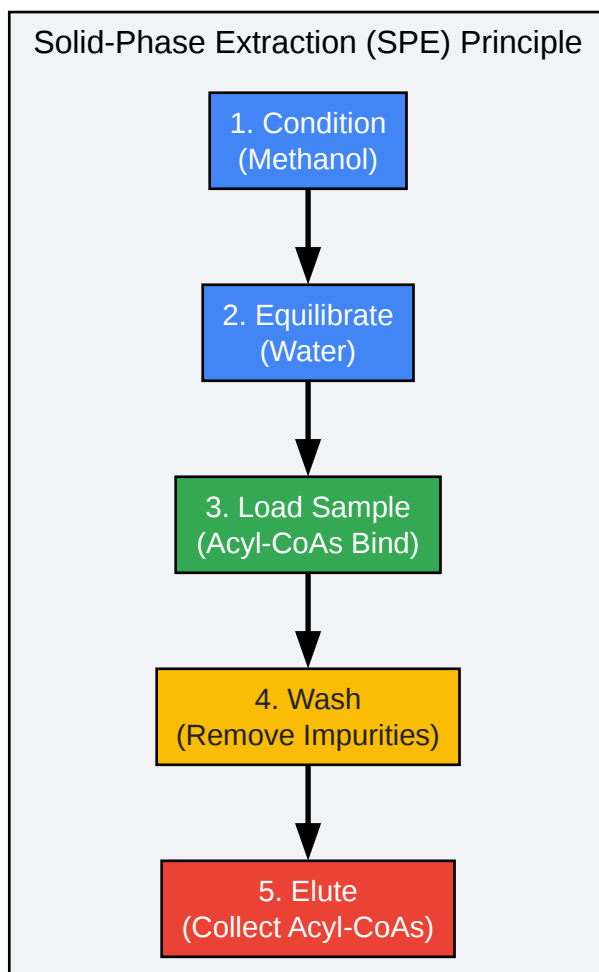 Solid-Phase Extraction (SPE) Principle
1. Condition
(Methanol)
2. Equilibrate
(Water)
3. Load Sample
(Acyl-CoAs Bind)
4. Wash
(Remove Impurities)
5. Elute
(Collect Acyl-CoAs)